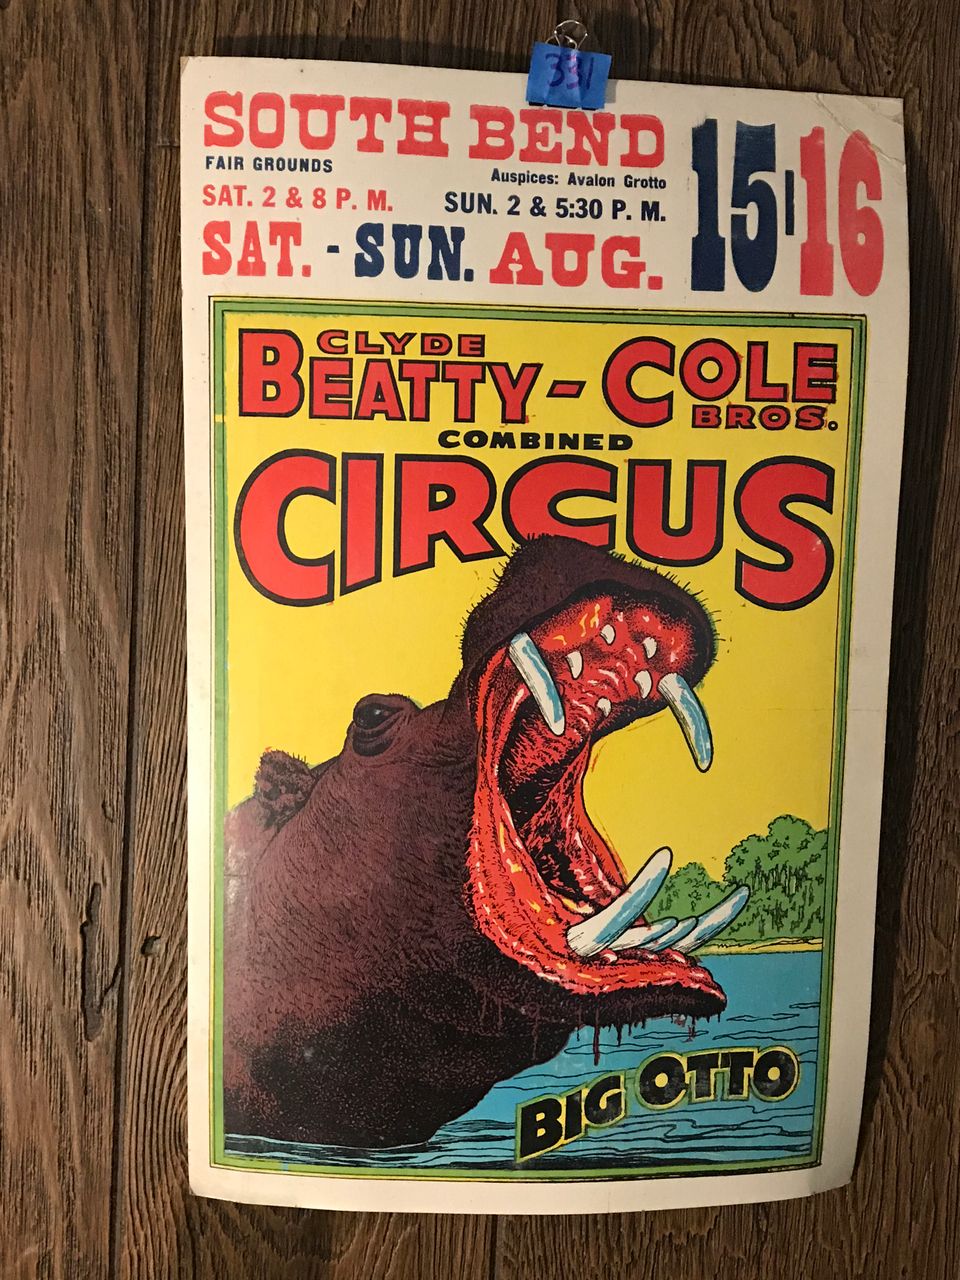 331
SOUTH BEND
FAIR GROUNDS
Auspices: Avalon Grotto
SAT. 2 & 8 P. M.
SUN. 2 & 5:30 P. M.
SAT. - SUN. AUG. 15-16
CLYDE
BEATTY - COLE
BROS.
COMBINED
CIRCUS
BIG OTTO